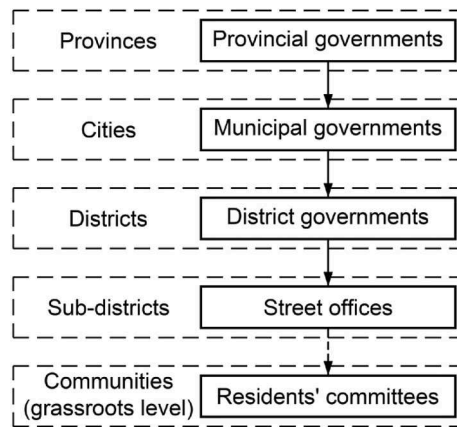 Provinces
Provincial governments
Cities
Municipal governments
Districts
District governments
Sub-districts
Street offices
Communities
(grassroots level)
Residents' committees